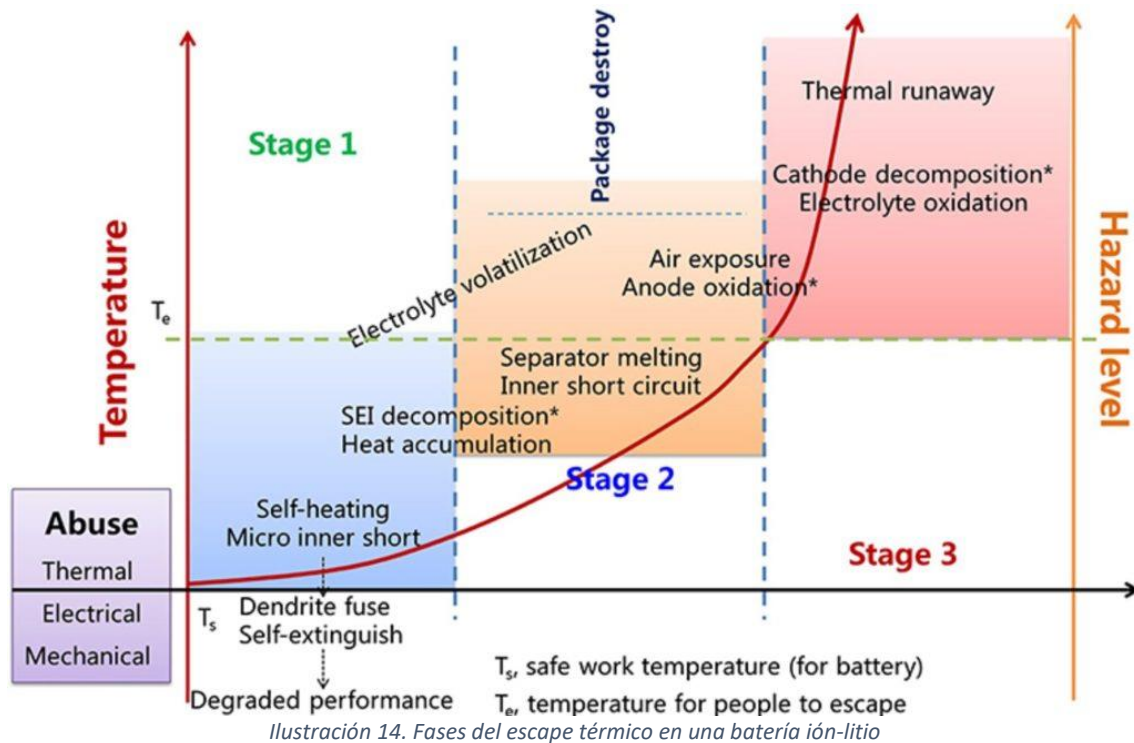 Package destroy
Thermal runaway
Stage 1
Cathode decomposition*
Electrolyte oxidation
Electrolyte volatilization
Air exposure
Anode oxidation*
Temperature
Hazard level
Te
Separator melting
Inner short circuit
SEI decomposition*
Heat accumulation
Stage 2
Abuse
Thermal
Electrical
Mechanical
Self-heating
Micro inner short
Stage 3
Ts
Dendrite fuse
Self-extinguish
Degraded performance
Ts, safe work temperature (for battery)
Te, temperature for people to escape
Ilustración 14. Fases del escape térmico en una batería ión-litio